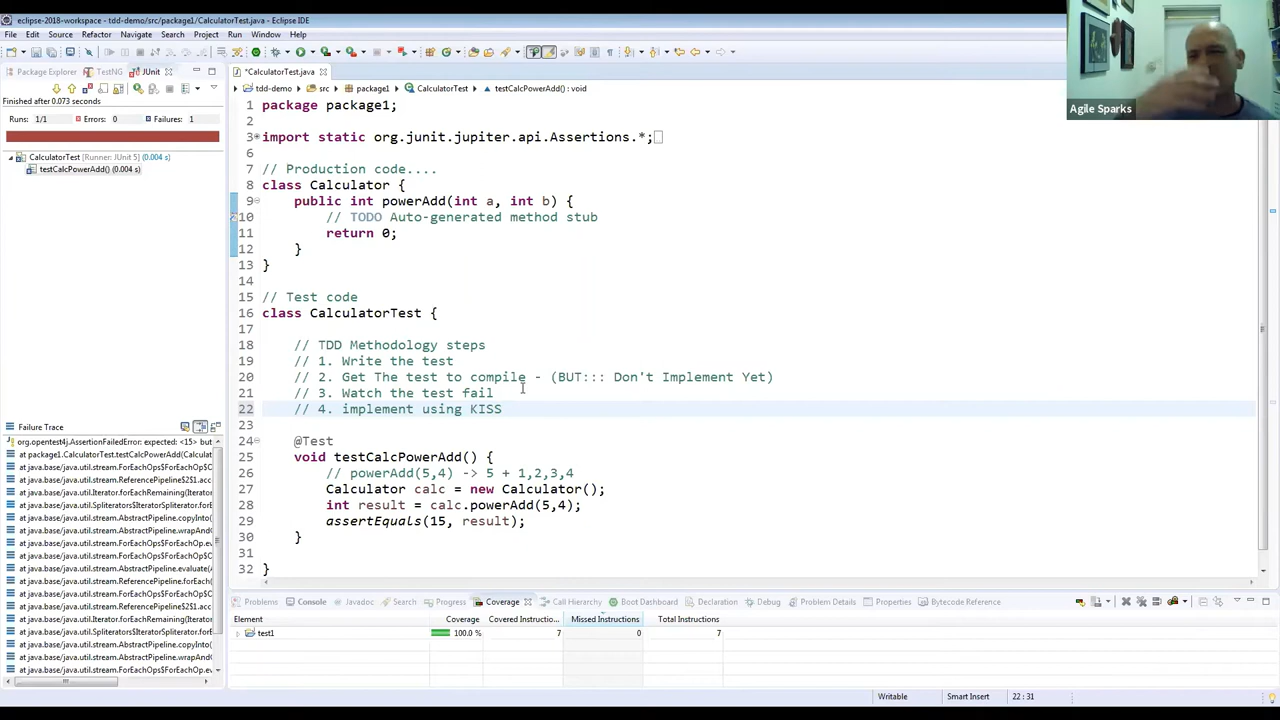 eclipse-2018-workspace - tdd-demo/src/package1/CalculatorTest.java - Eclipse IDE
File Edit Source Refactor Navigate Search Project Run Window Help
Agile Sparks
Package Explorer TestNG JUnit
Finished after 0.073 seconds
Runs: 1/1 Errors: 0 Failures: 1
CalculatorTest [Runner: JUnit 5] (0.004 s)
testCalcPowerAdd() (0.004 s)
Failure Trace
org.opentest4j.AssertionFailedError: expected: <15> but
at package1.CalculatorTest.testCalcPowerAdd(Calculat
at java.base/java.util.stream.ForEachOps$ForEachOp$C
at java.base/java.util.stream.ReferencePipeline$2$1.acc
at java.base/java.util.Iterator.forEachRemaining(Iterator
at java.base/java.util.Spliterators$IteratorSpliterator.for
at java.base/java.util.stream.AbstractPipeline.copyInto(
at java.base/java.util.stream.AbstractPipeline.wrapAnd
at java.base/java.util.stream.ForEachOps$ForEachOp.ev
at java.base/java.util.stream.ForEachOps$ForEachOp$C
at java.base/java.util.stream.AbstractPipeline.evaluate(A
at java.base/java.util.stream.ReferencePipeline.forEach(
at java.base/java.util.stream.ForEachOps$ForEachOp$C
at java.base/java.util.stream.ReferencePipeline$2$1.acc
at java.base/java.util.Iterator.forEachRemaining(Iterator
at java.base/java.util.Spliterators$IteratorSpliterator.for
at java.base/java.util.stream.AbstractPipeline.copyInto(
at java.base/java.util.stream.AbstractPipeline.wrapAnd
at java.base/java.util.stream.ForEachOps$ForEachOp.ev
*CalculatorTest.java
tdd-demo src package1 CalculatorTest testCalcPowerAdd() : void
1 package package1;
2
3 import static org.junit.jupiter.api.Assertions.*;
6
7 // Production code....
8 class Calculator {
9 public int powerAdd(int a, int b) {
10 // TODO Auto-generated method stub
11 return 0;
12 }
13 }
14
15 // Test code
16 class CalculatorTest {
17
18 // TDD Methodology steps
19 // 1. Write the test
20 // 2. Get The test to compile - (BUT::: Don't Implement Yet)
21 // 3. Watch the test fail
22 // 4. implement using KISS
23
24 @Test
25 void testCalcPowerAdd() {
26 // powerAdd(5,4) -> 5 + 1,2,3,4
27 Calculator calc = new Calculator();
28 int result = calc.powerAdd(5,4);
29 assertEquals(15, result);
30 }
31
32 }
Problems Console Javadoc Search Progress Coverage Call Hierarchy Boot Dashboard Declaration Debug Problem Details Properties Bytecode Reference
Element Coverage Covered Instructio... Missed Instructions Total Instructions
test1 100.0 % 7 0 7
Writable Smart Insert 22 : 31